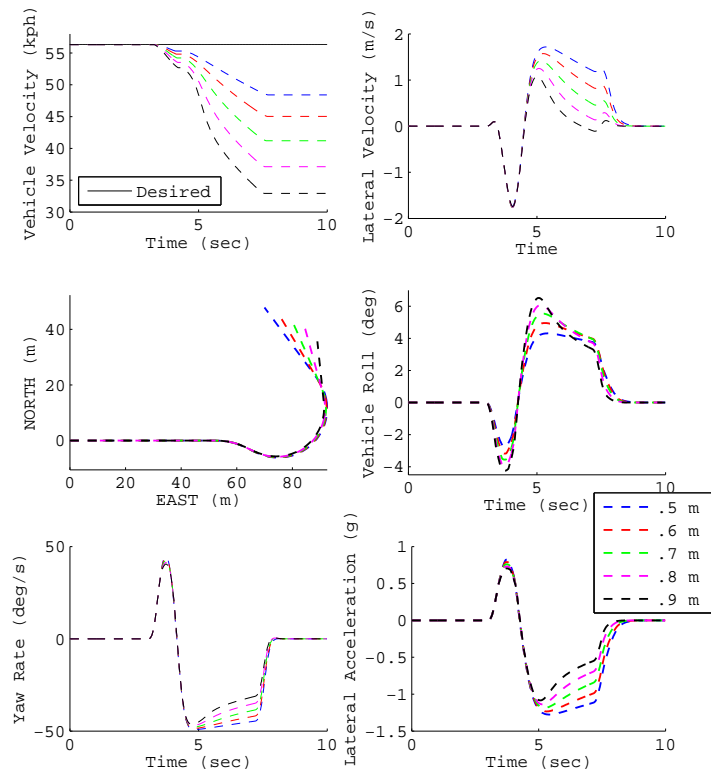 Vehicle Velocity (kph)
55
50
45
40
35
30
Desired
0
5
10
Time (sec)
Lateral Velocity (m/s)
2
1
0
−1
−2
0
5
10
Time
NORTH (m)
40
20
0
0
20
40
60
80
EAST (m)
Vehicle Roll (deg)
6
4
2
0
−2
−4
0
5
10
Time (sec)
.5 m
.6 m
.7 m
.8 m
.9 m
Yaw Rate (deg/s)
50
0
−50
0
5
10
Time (sec)
Lateral Acceleration (g)
1
0.5
0
−0.5
−1
−1.5
0
5
10
Time (sec)